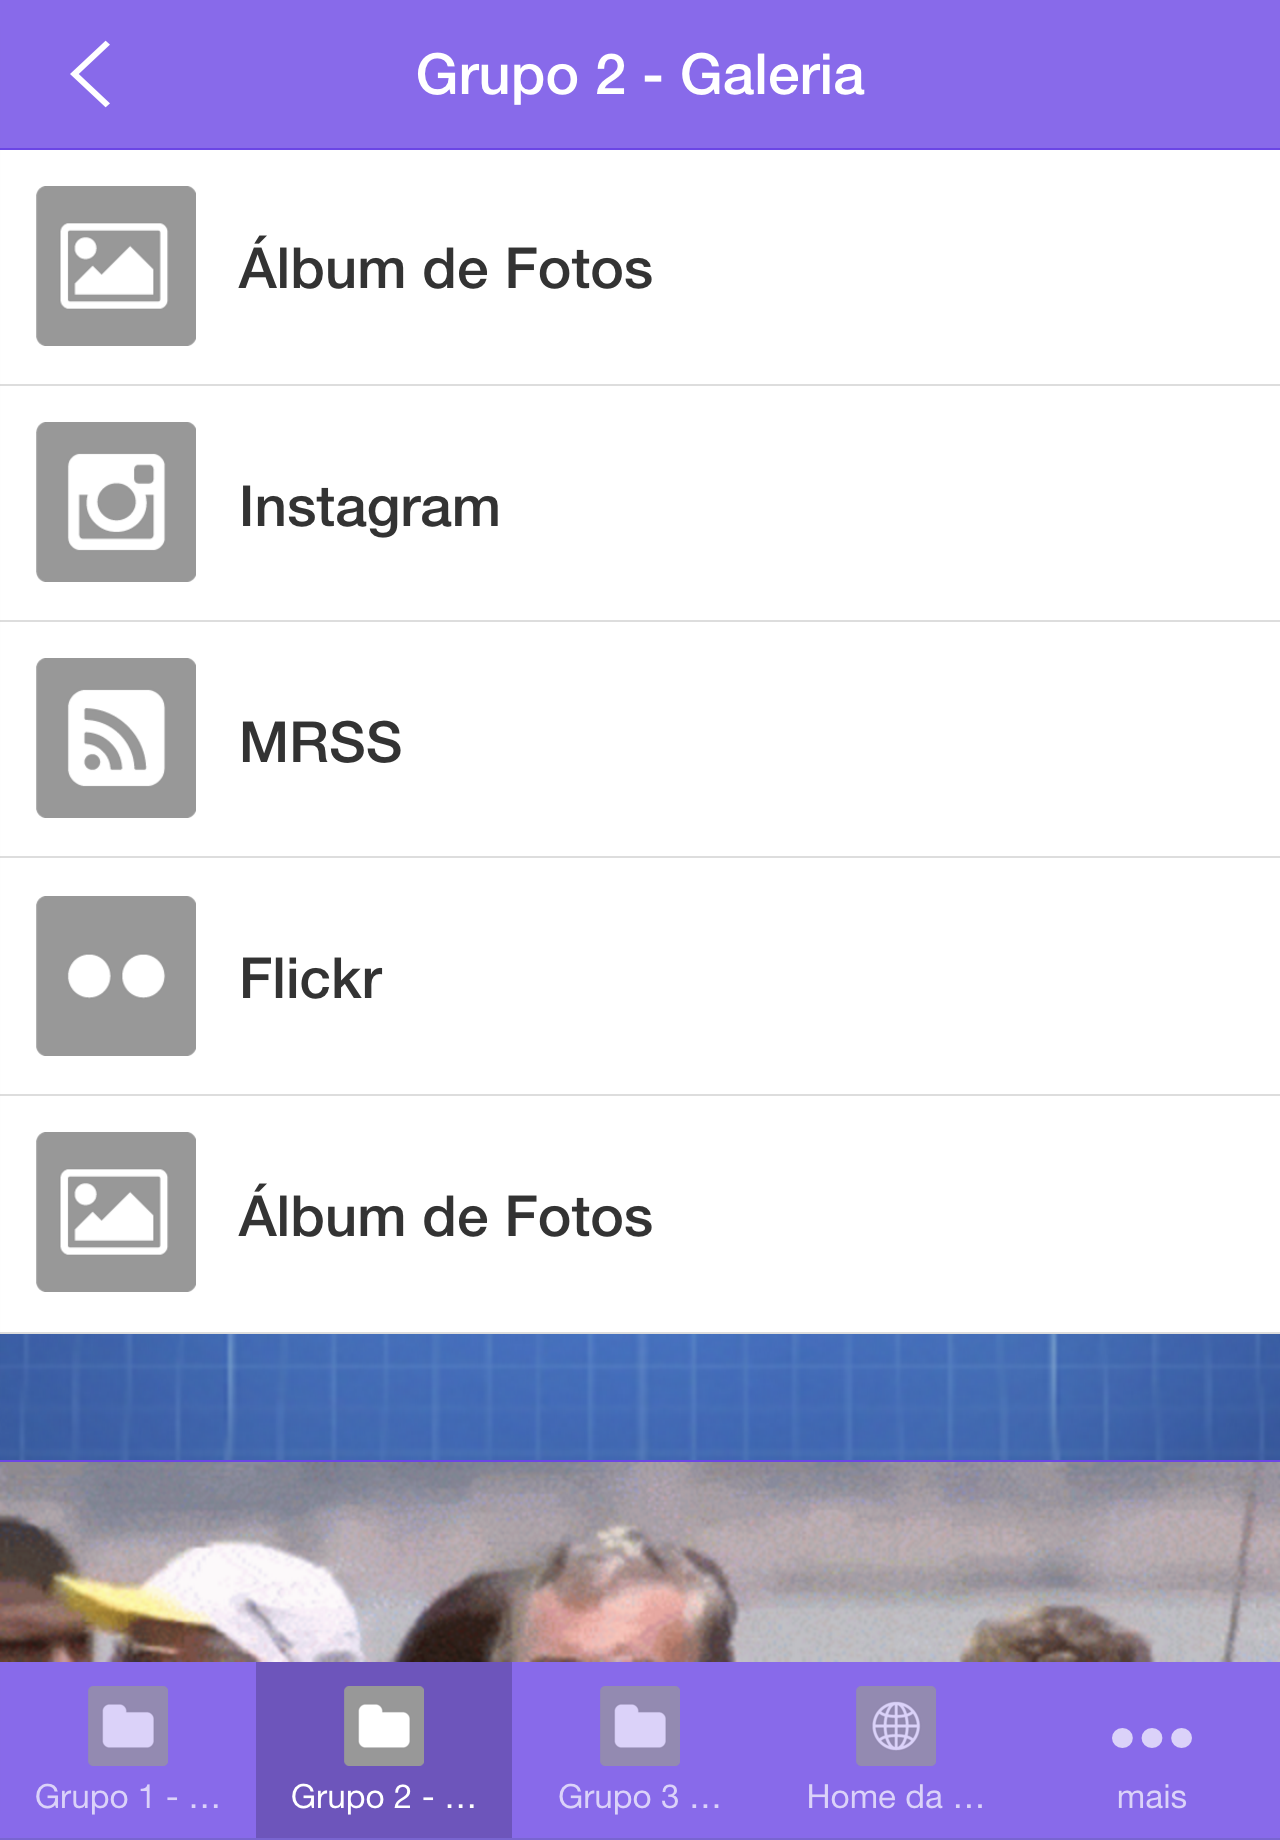 Grupo 2 - Galeria
Álbum de Fotos
Instagram
MRSS
Flickr
Álbum de Fotos
Grupo 1 - ...
Grupo 2 - ...
Grupo 3 ...
Home da ...
mais